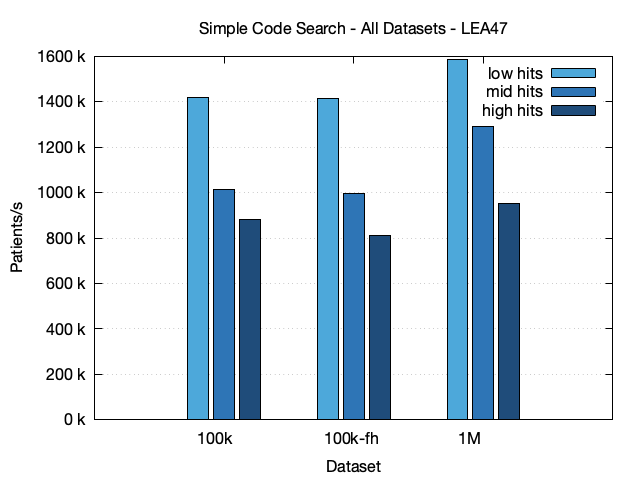 Simple Code Search - All Datasets - LEA47
1600 k
1400 k
1200 k
1000 k
800 k
600 k
400 k
200 k
0 k
Patients/s
low hits
mid hits
high hits
100k
100k-fh
1M
Dataset